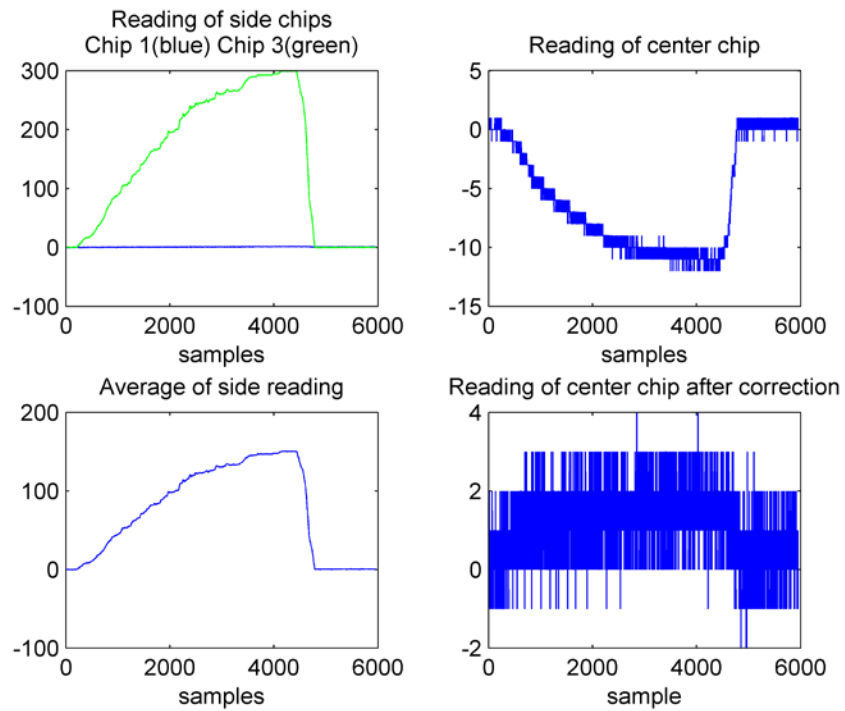 Reading of side chips
Chip 1(blue) Chip 3(green)
300
200
100
0
-100
0 2000 4000 6000
samples
Reading of center chip
5
0
-5
-10
-15
0 2000 4000 6000
samples
Average of side reading
200
100
0
-100
0 2000 4000 6000
samples
Reading of center chip after correction
4
2
0
-2
0 2000 4000 6000
sample